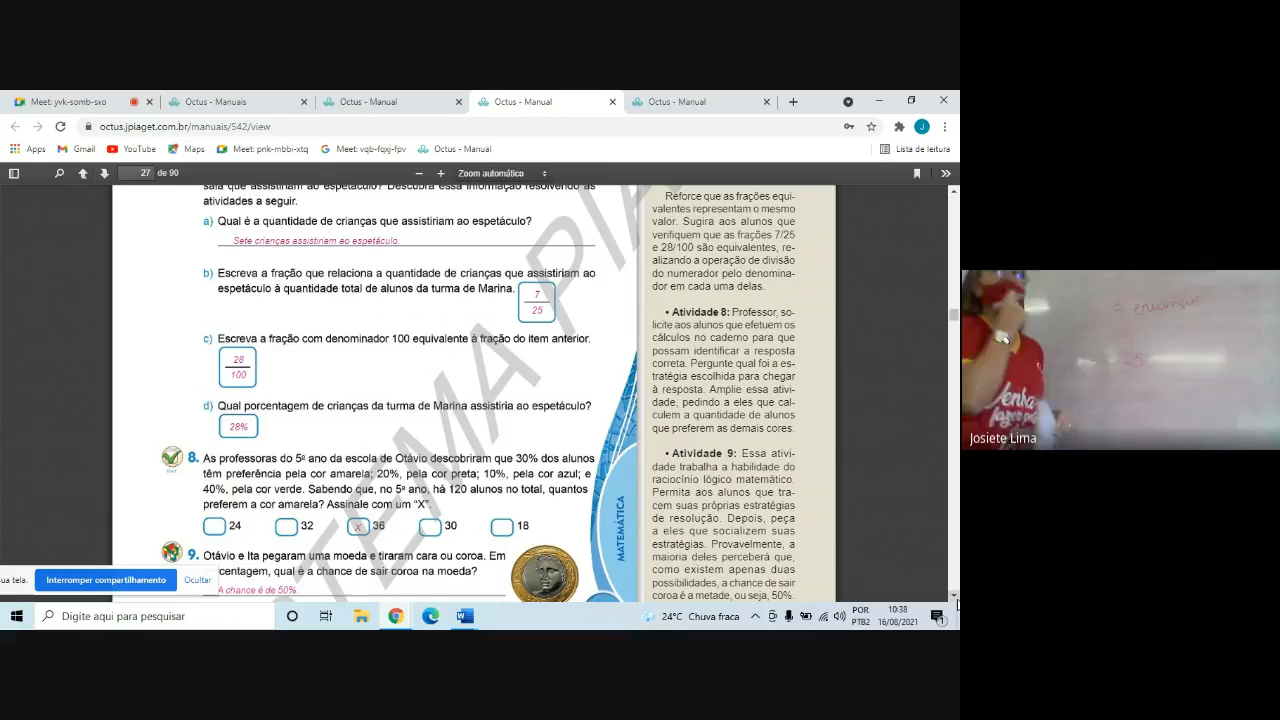 Meet: yvk-somb-sxo
Octus - Manuais
Octus - Manual
Octus - Manual
Octus - Manual
octus.jpiaget.com.br/manuais/542/view
Apps
Gmail
YouTube
Maps
Meet: pnk-mbbi-xtq
Meet: vqb-fqxj-fpv
Octus - Manual
Lista de leitura
27 de 90
Zoom automático
sala que assistiriam ao espetáculo? Descubra essa informação resolvendo as
atividades a seguir.
a) Qual é a quantidade de crianças que assistiriam ao espetáculo?
Sete crianças assistiriam ao espetáculo.
b) Escreva a fração que relaciona a quantidade de crianças que assistiriam ao
espetáculo à quantidade total de alunos da turma de Marina.
7
25
c) Escreva a fração com denominador 100 equivalente à fração do item anterior.
28
100
d) Qual porcentagem de crianças da turma de Marina assistiria ao espetáculo?
28%
8. As professoras do 5º ano da escola de Otávio descobriram que 30% dos alunos
têm preferência pela cor amarela; 20%, pela cor preta; 10%, pela cor azul; e
40%, pela cor verde. Sabendo que, no 5º ano, há 120 alunos no total, quantos
preferem a cor amarela? Assinale com um "X".
24
32
X 36
30
18
9. Otávio e Ita pegaram uma moeda e tiraram cara ou coroa. Em
centagem, qual é a chance de sair coroa na moeda?
A chance é de 50%.
MATEMÁTICA
Reforce que as frações equi-
valentes representam o mesmo
valor. Sugira aos alunos que
verifiquem que as frações 7/25
e 28/100 são equivalentes, re-
alizando a operação de divisão
do numerador pelo denomina-
dor em cada uma delas.
• Atividade 8: Professor, so-
licite aos alunos que efetuem os
cálculos no caderno para que
possam identificar a resposta
correta. Pergunte qual foi a es-
tratégia escolhida para chegar
à resposta. Amplie essa ativi-
dade, pedindo a eles que cal-
culem a quantidade de alunos
que preferem as demais cores.
• Atividade 9: Essa ativi-
dade trabalha a habilidade do
raciocínio lógico matemático.
Permita aos alunos que tra-
cem suas próprias estratégias
de resolução. Depois, peça
a eles que socializem suas
estratégias. Provavelmente, a
maioria deles perceberá que,
como existem apenas duas
possibilidades, a chance de sair
coroa é a metade, ou seja, 50%.
TEMA PIA
sua tela.
Interromper compartilhamento
Ocultar
Digite aqui para pesquisar
24°C Chuva fraca
POR
PTB2
10:38
16/08/2021
1
Josiete Lima